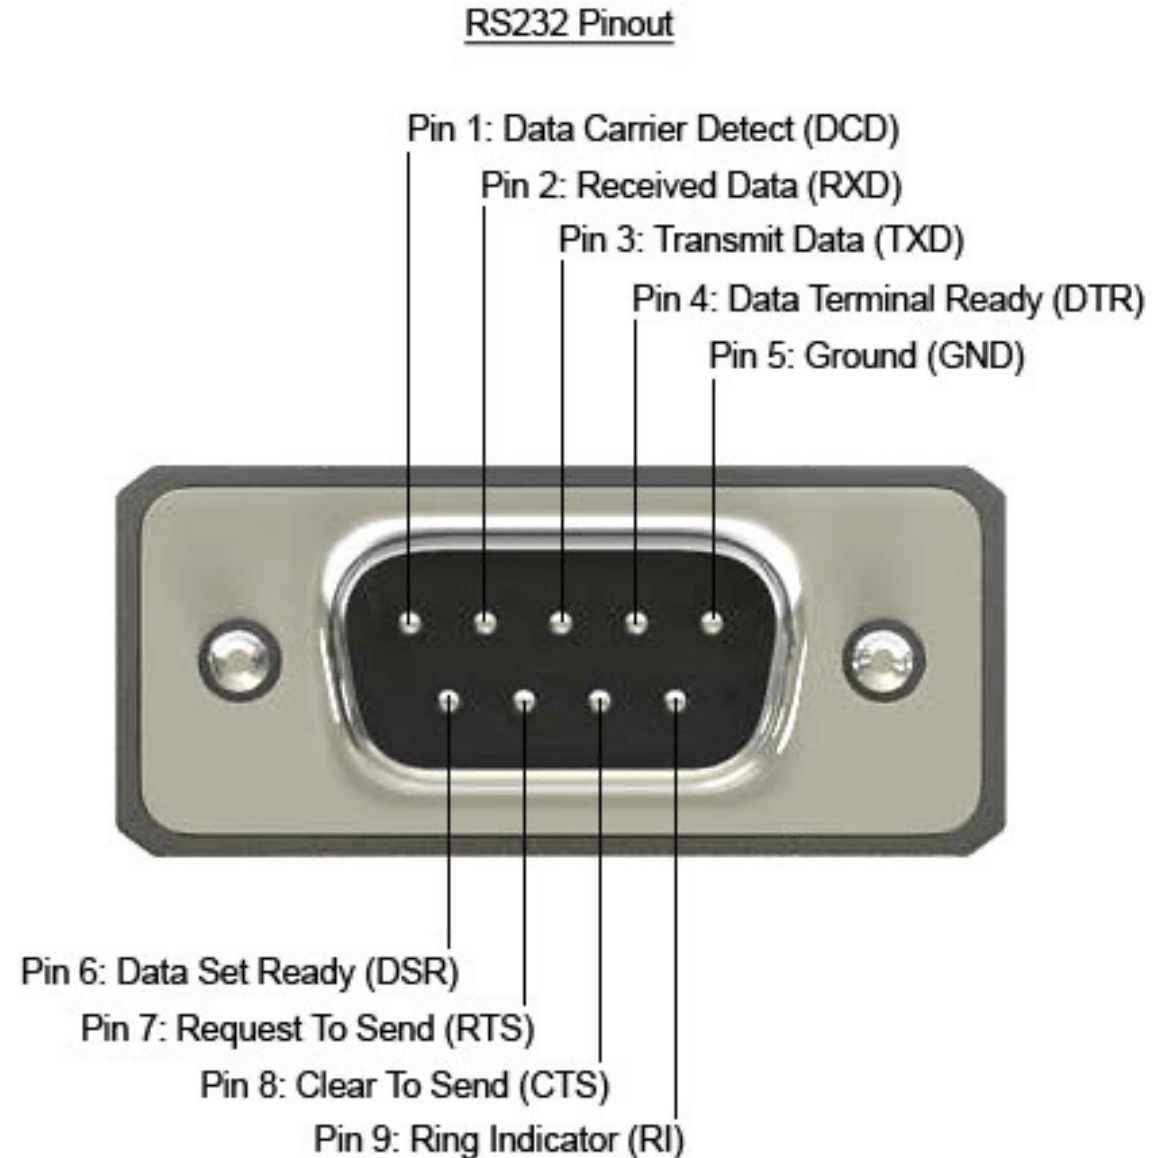 RS232 Pinout
Pin 1: Data Carrier Detect (DCD)
Pin 2: Received Data (RXD)
Pin 3: Transmit Data (TXD)
Pin 4: Data Terminal Ready (DTR)
Pin 5: Ground (GND)
Pin 6: Data Set Ready (DSR)
Pin 7: Request To Send (RTS)
Pin 8: Clear To Send (CTS)
Pin 9: Ring Indicator (RI)